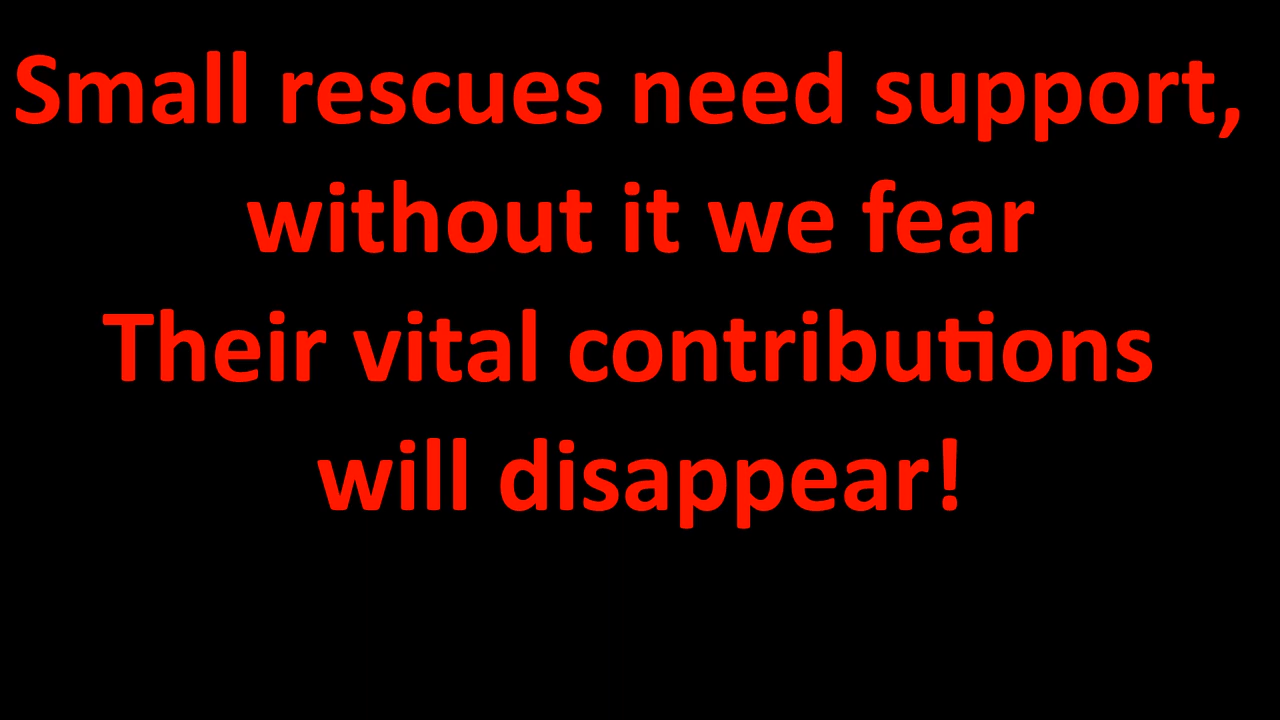 Small rescues need support,
without it we fear
Their vital contributions
will disappear!